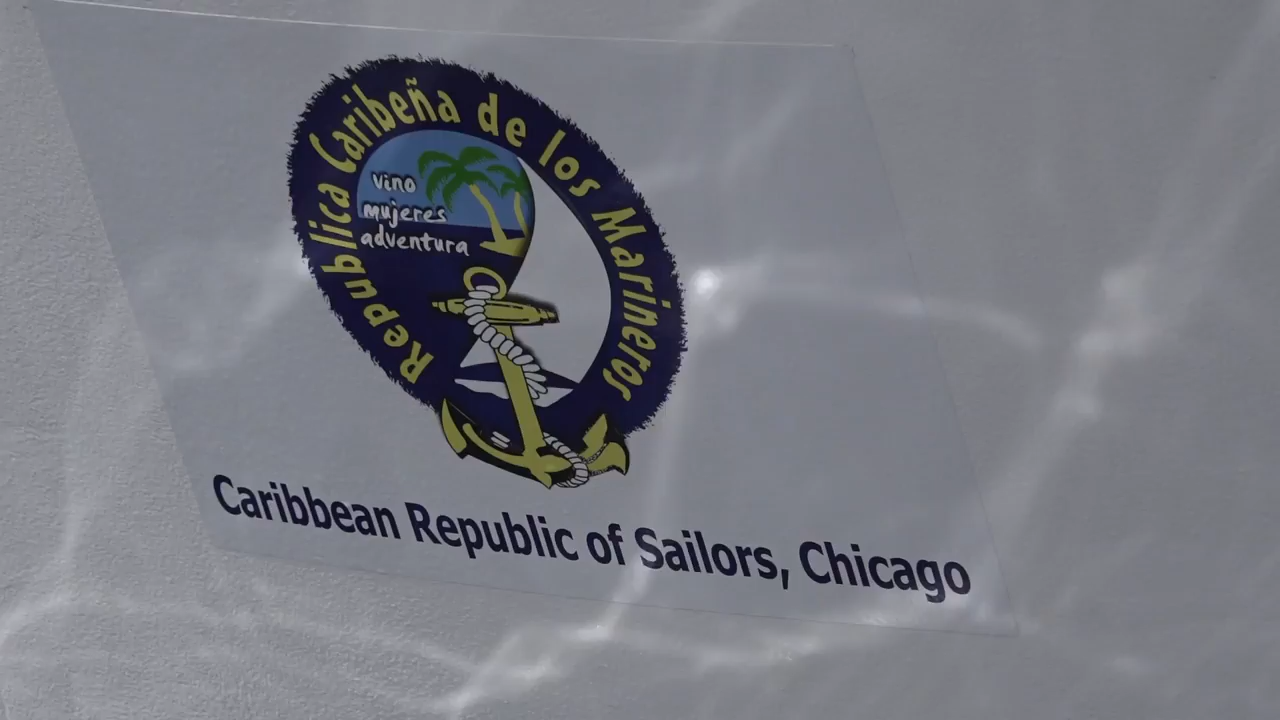 Republica Caribeña de los Marineros
vino
mujeres
adventura
Caribbean Republic of Sailors, Chicago